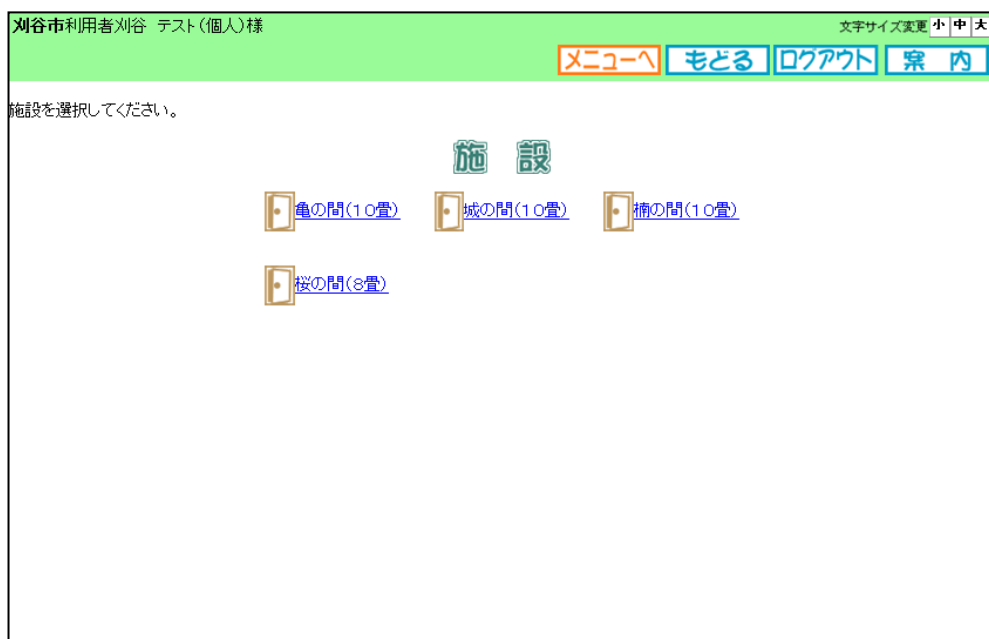 刈谷市利用者刈谷 テスト(個人)様
文字サイズ変更 小 中 大
メニューへ もどる ログアウト 案 内
施設を選択してください。
施 設
亀の間(10畳) 城の間(10畳) 楠の間(10畳)
桜の間(8畳)